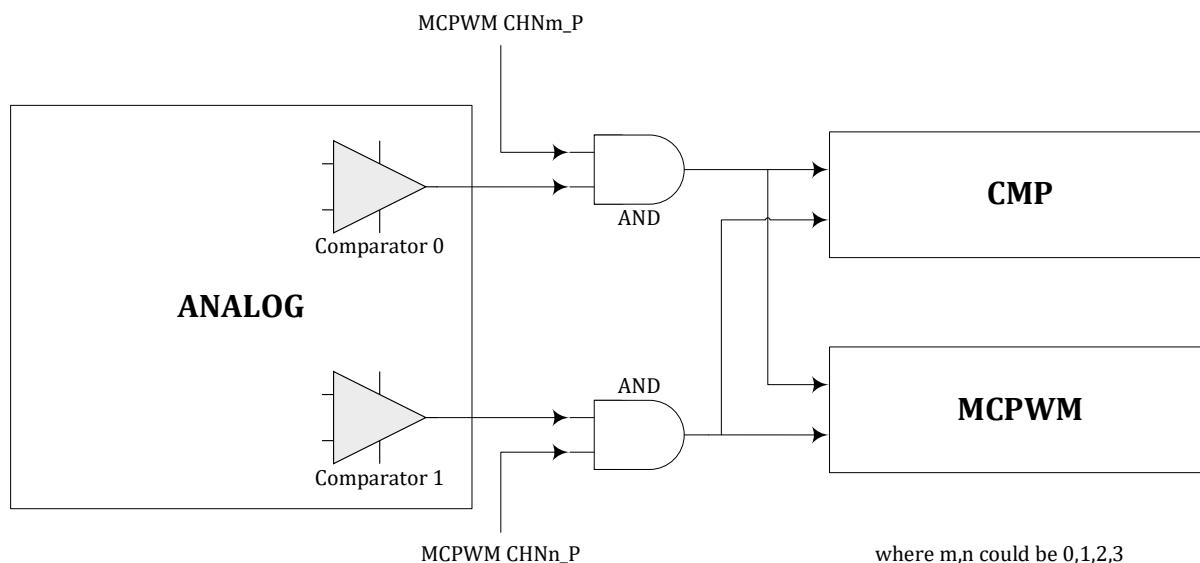 MCPWM CHNm_P
AND
CMP
Comparator 0
ANALOG
AND
MCPWM
Comparator 1
MCPWM CHNn_P
where m,n could be 0,1,2,3